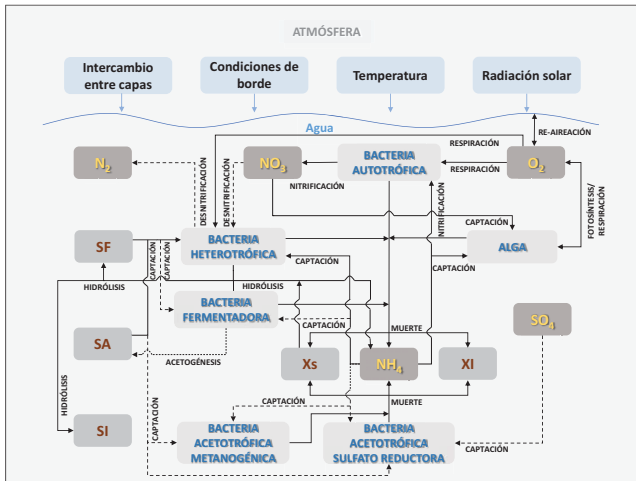 ATMÓSFERA
Intercambio
entre capas
Condiciones de
borde
Temperatura
Radiación solar
Agua
RE-AIREACIÓN
RESPIRACIÓN
N2
NO3
BACTERIA
AUTOTRÓFICA
O2
RESPIRACIÓN
NITRIFICACIÓN
DESNITRIFICACIÓN
DESNITRIFICACIÓN
NITRIFICACIÓN
FOTOSÍNTESIS/
RESPIRACIÓN
CAPTACIÓN
SF
BACTERIA
HETEROTRÓFICA
ALGA
CAPTACIÓN
CAPTACIÓN
CAPTACIÓN
CAPTACIÓN
HIDRÓLISIS
HIDRÓLISIS
BACTERIA
FERMENTADORA
SO4
CAPTACIÓN
MUERTE
SA
ACETOGÉNESIS
Xs
NH4
XI
HIDRÓLISIS
CAPTACIÓN
MUERTE
SI
CAPTACIÓN
BACTERIA
ACETOTRÓFICA
METANOGÉNICA
BACTERIA
ACETOTRÓFICA
SULFATO REDUCTORA
CAPTACIÓN